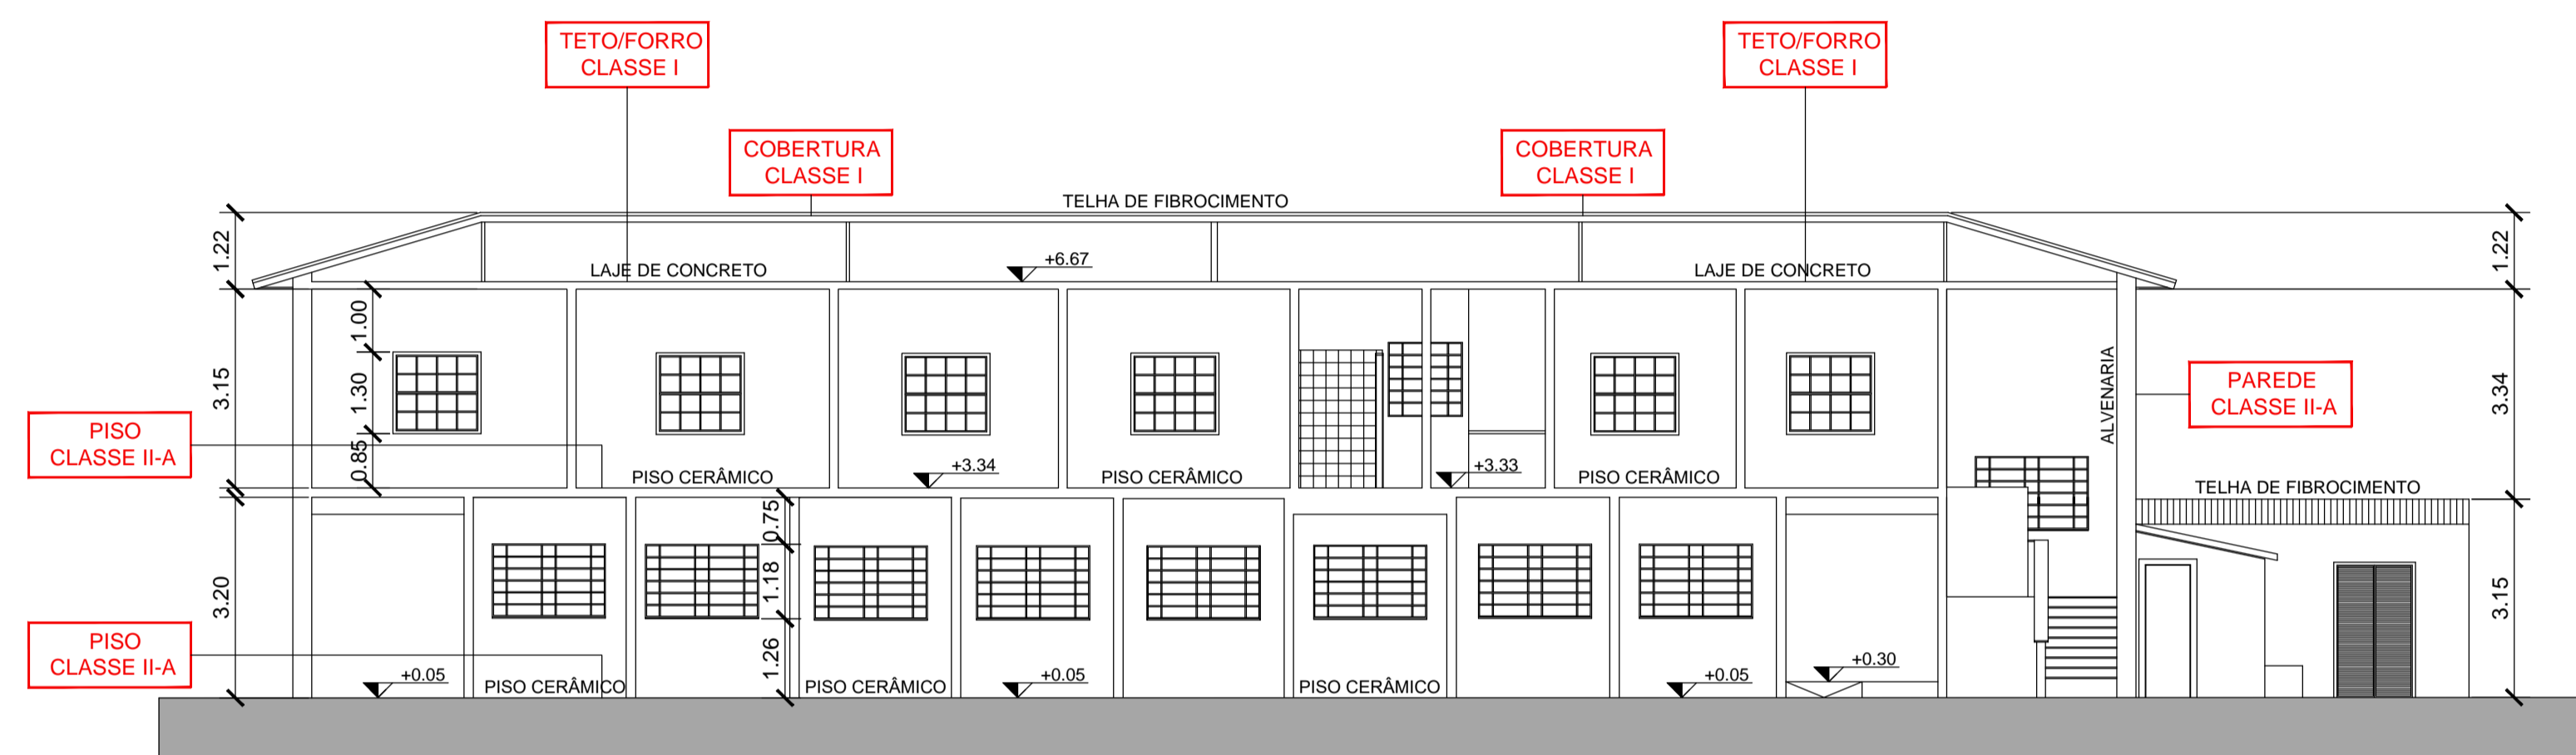 TETO/FORRO
CLASSE I
TETO/FORRO
CLASSE I
COBERTURA
CLASSE I
COBERTURA
CLASSE I
TELHA DE FIBROCIMENTO
1.22
1.22
LAJE DE CONCRETO
+6.67
LAJE DE CONCRETO
3.15
1.00
1.30
0.85
ALVENARIA
PAREDE
CLASSE II-A
3.34
PISO
CLASSE II-A
PISO CERÂMICO
+3.34
PISO CERÂMICO
+3.33
PISO CERÂMICO
TELHA DE FIBROCIMENTO
3.20
0.75
1.18
1.26
3.15
PISO
CLASSE II-A
+0.05
PISO CERÂMICO
PISO CERÂMICO
+0.05
PISO CERÂMICO
+0.05
+0.30